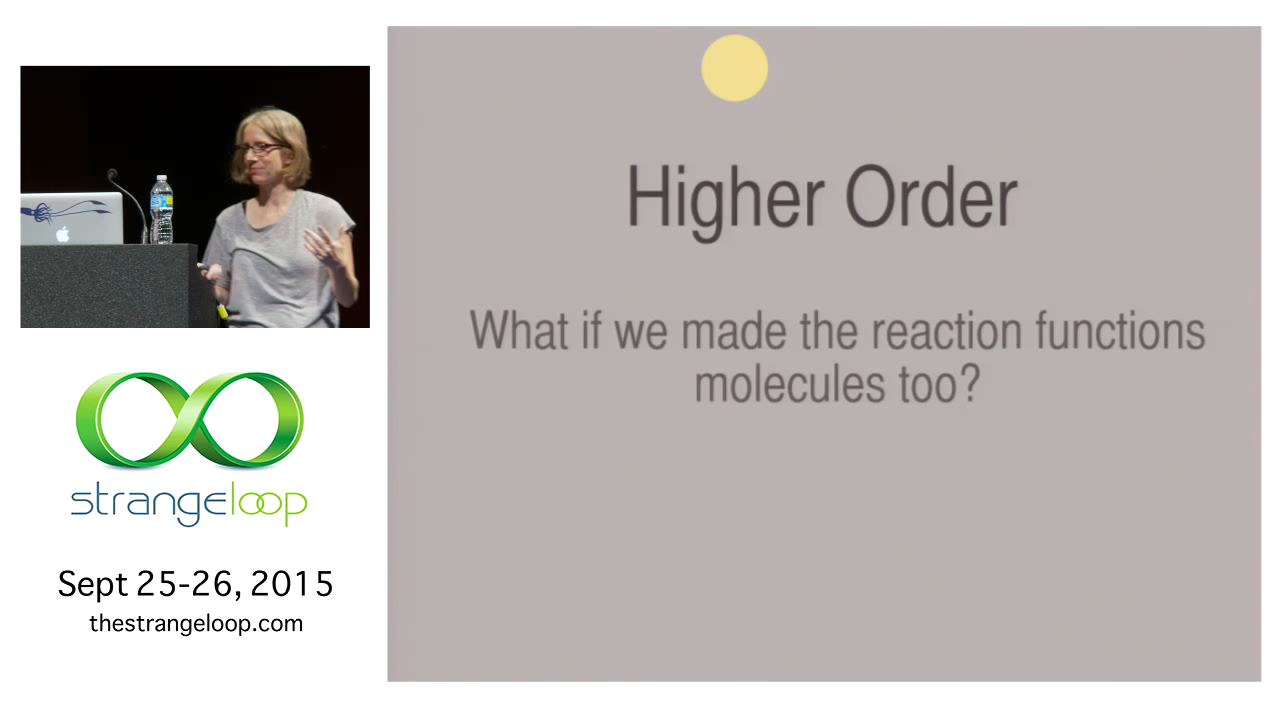 Higher Order
What if we made the reaction functions
molecules too?
strangeloop
Sept 25-26, 2015
thestrangeloop.com